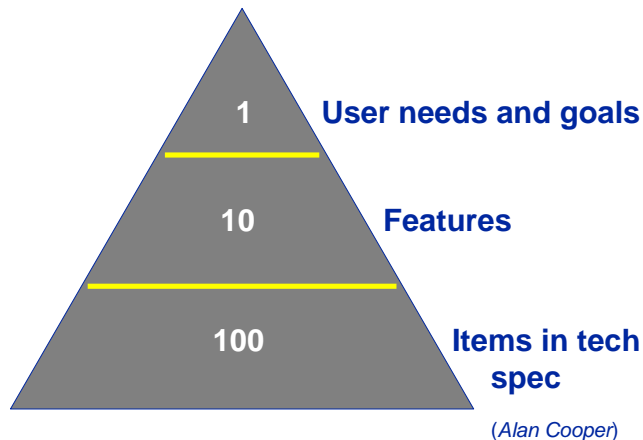 1 User needs and goals
10 Features
100 Items in tech
spec
(Alan Cooper)